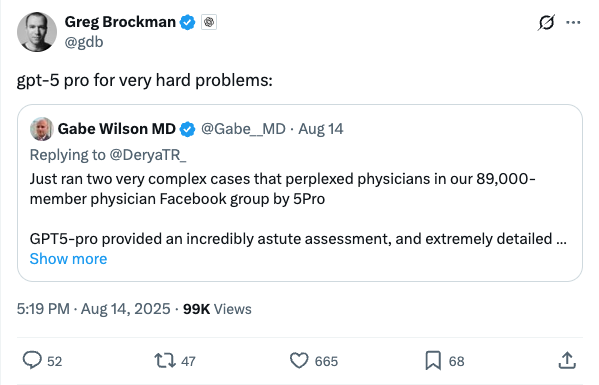 Greg Brockman
@gdb
gpt-5 pro for very hard problems:
Gabe Wilson MD @Gabe__MD · Aug 14
Replying to @DeryaTR_
Just ran two very complex cases that perplexed physicians in our 89,000-
member physician Facebook group by 5Pro
GPT5-pro provided an incredibly astute assessment, and extremely detailed ...
Show more
5:19 PM · Aug 14, 2025 · 99K Views
52 47 665 68